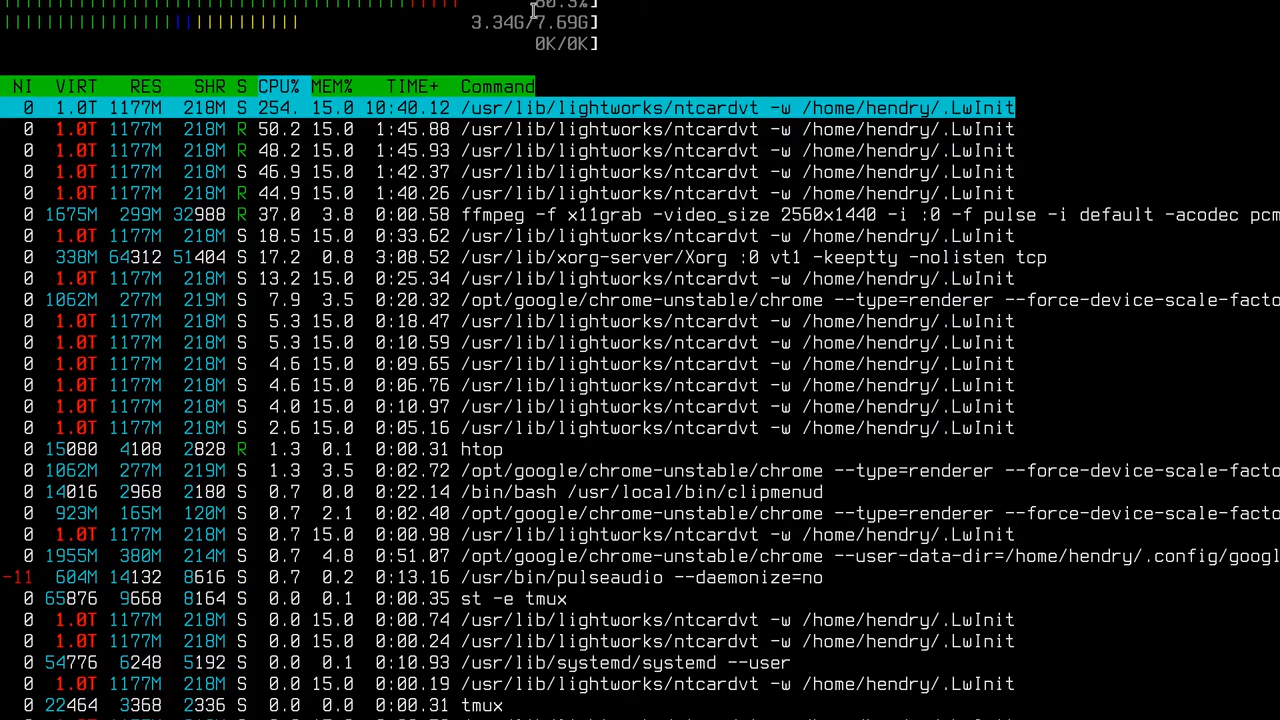 80.3%]
3.34G/7.69G]
0K/0K]
NI VIRT RES SHR S CPU% MEM% TIME+ Command
0 1.0T 1177M 218M S 254. 15.0 10:40.12 /usr/lib/lightworks/ntcardvt -w /home/hendry/.LwInit
0 1.0T 1177M 218M R 50.2 15.0 1:45.88 /usr/lib/lightworks/ntcardvt -w /home/hendry/.LwInit
0 1.0T 1177M 218M R 48.2 15.0 1:45.93 /usr/lib/lightworks/ntcardvt -w /home/hendry/.LwInit
0 1.0T 1177M 218M S 46.9 15.0 1:42.37 /usr/lib/lightworks/ntcardvt -w /home/hendry/.LwInit
0 1.0T 1177M 218M R 44.9 15.0 1:40.26 /usr/lib/lightworks/ntcardvt -w /home/hendry/.LwInit
0 1675M 299M 32988 R 37.0 3.8 0:00.58 ffmpeg -f x11grab -video_size 2560x1440 -i :0 -f pulse -i default -acodec pcm
0 1.0T 1177M 218M S 18.5 15.0 0:33.62 /usr/lib/lightworks/ntcardvt -w /home/hendry/.LwInit
0 338M 64312 51404 S 17.2 0.8 3:08.52 /usr/lib/xorg-server/Xorg :0 vt1 -keeptty -nolisten tcp
0 1.0T 1177M 218M S 13.2 15.0 0:25.34 /usr/lib/lightworks/ntcardvt -w /home/hendry/.LwInit
0 1062M 277M 219M S 7.9 3.5 0:20.32 /opt/google/chrome-unstable/chrome --type=renderer --force-device-scale-facto
0 1.0T 1177M 218M S 5.3 15.0 0:18.47 /usr/lib/lightworks/ntcardvt -w /home/hendry/.LwInit
0 1.0T 1177M 218M S 5.3 15.0 0:10.59 /usr/lib/lightworks/ntcardvt -w /home/hendry/.LwInit
0 1.0T 1177M 218M S 4.6 15.0 0:09.65 /usr/lib/lightworks/ntcardvt -w /home/hendry/.LwInit
0 1.0T 1177M 218M S 4.6 15.0 0:06.76 /usr/lib/lightworks/ntcardvt -w /home/hendry/.LwInit
0 1.0T 1177M 218M S 4.0 15.0 0:10.97 /usr/lib/lightworks/ntcardvt -w /home/hendry/.LwInit
0 1.0T 1177M 218M S 2.6 15.0 0:05.16 /usr/lib/lightworks/ntcardvt -w /home/hendry/.LwInit
0 15080 4108 2828 R 1.3 0.1 0:00.31 htop
0 1062M 277M 219M S 1.3 3.5 0:02.72 /opt/google/chrome-unstable/chrome --type=renderer --force-device-scale-facto
0 14016 2968 2180 S 0.7 0.0 0:22.14 /bin/bash /usr/local/bin/clipmenud
0 923M 165M 120M S 0.7 2.1 0:02.40 /opt/google/chrome-unstable/chrome --type=renderer --force-device-scale-facto
0 1.0T 1177M 218M S 0.7 15.0 0:00.98 /usr/lib/lightworks/ntcardvt -w /home/hendry/.LwInit
0 1955M 380M 214M S 0.7 4.8 0:51.07 /opt/google/chrome-unstable/chrome --user-data-dir=/home/hendry/.config/googl
-11 604M 14132 8616 S 0.7 0.2 0:13.16 /usr/bin/pulseaudio --daemonize=no
0 65876 9668 8164 S 0.0 0.1 0:00.35 st -e tmux
0 1.0T 1177M 218M S 0.0 15.0 0:00.74 /usr/lib/lightworks/ntcardvt -w /home/hendry/.LwInit
0 1.0T 1177M 218M S 0.0 15.0 0:00.24 /usr/lib/lightworks/ntcardvt -w /home/hendry/.LwInit
0 54776 6248 5192 S 0.0 0.1 0:10.93 /usr/lib/systemd/systemd --user
0 1.0T 1177M 218M S 0.0 15.0 0:00.19 /usr/lib/lightworks/ntcardvt -w /home/hendry/.LwInit
0 22464 3368 2336 S 0.0 0.0 0:00.31 tmux